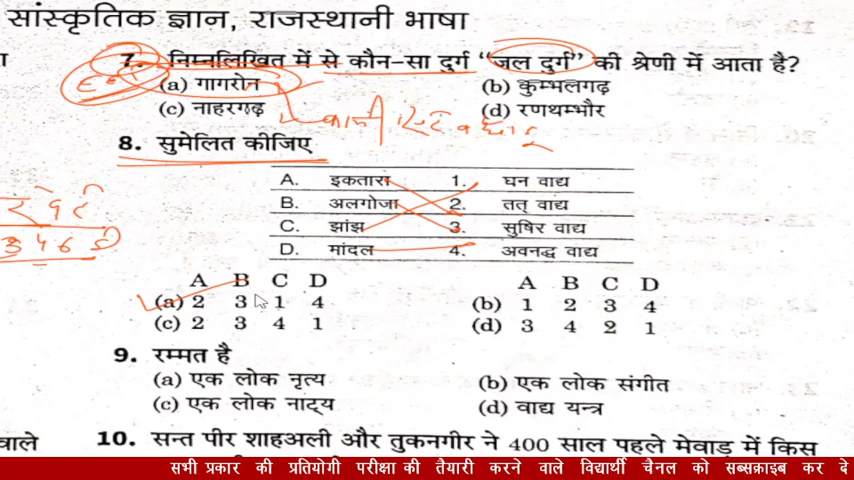 सांस्कृतिक ज्ञान, राजस्थानी भाषा
7. निम्नलिखित में से कौन-सा दुर्ग "जल दुर्ग" की श्रेणी में आता है?
(a) गागरोन (b) कुम्भलगढ़
(c) नाहरगढ़ (d) रणथम्भौर
8. सुमेलित कीजिए
A. इकतारा 1. घन वाद्य
B. अलगोजा 2. तत् वाद्य
C. झांझ 3. सुषिर वाद्य
D. मांदल 4. अवनद्ध वाद्य
A B C D A B C D
(a) 2 3 1 4 (b) 1 2 3 4
(c) 2 3 4 1 (d) 3 4 2 1
9. रम्मत है
(a) एक लोक नृत्य (b) एक लोक संगीत
(c) एक लोक नाट्य (d) वाद्य यन्त्र
वाले
10. सन्त पीर शाहअली और तुकनगीर ने 400 साल पहले मेवाड़ में किस
सभी प्रकार की प्रतियोगी परीक्षा की तैयारी करने वाले विद्यार्थी चैनल को सब्सक्राइब कर दे